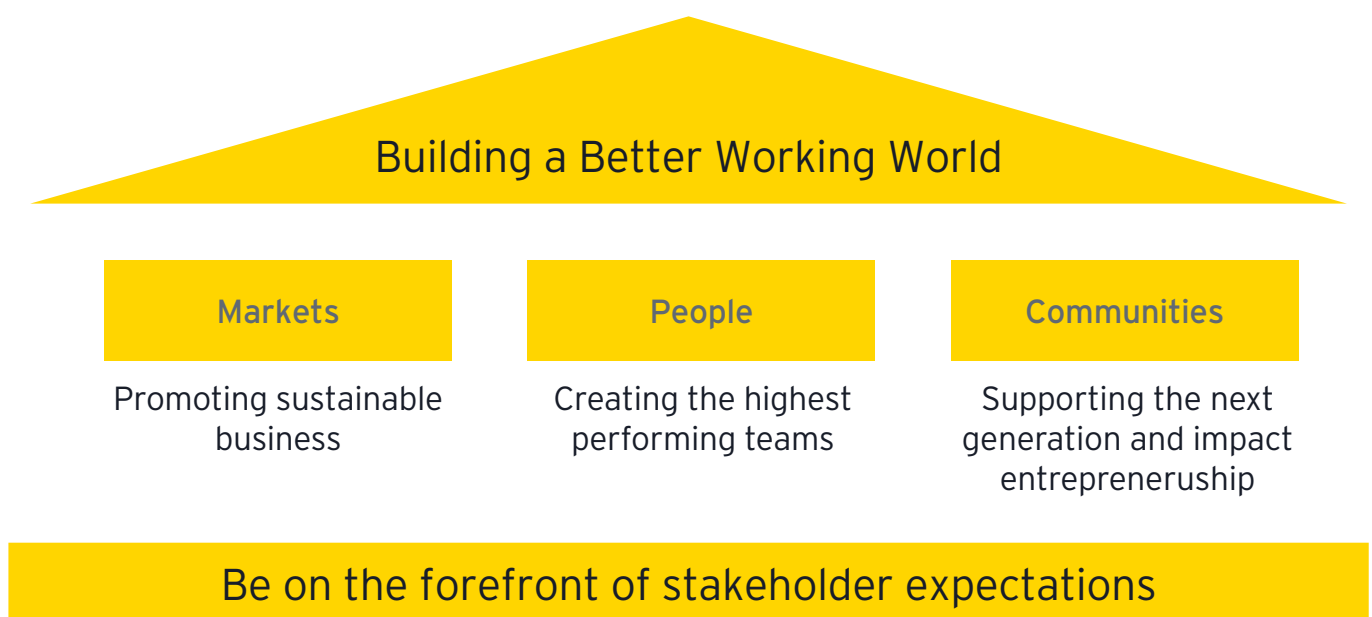 Building a Better Working World
Markets
People
Communities
Promoting sustainable
business
Creating the highest
performing teams
Supporting the next
generation and impact
entrepreneruship
Be on the forefront of stakeholder expectations